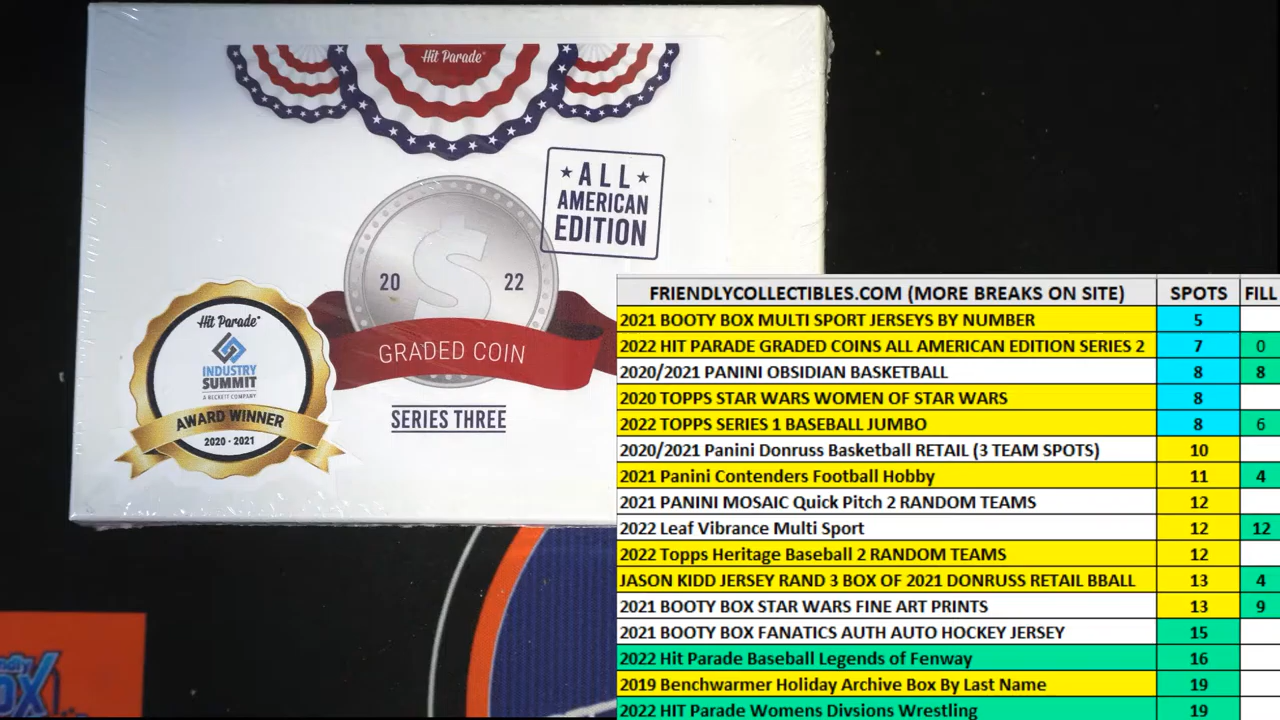 Hit Parade
ALL
AMERICAN
EDITION
20 22
GRADED COIN
SERIES THREE
Hit Parade
INDUSTRY
SUMMIT
A BECKETT COMPANY
AWARD WINNER
2020 - 2021
FRIENDLYCOLLECTIBLES.COM (MORE BREAKS ON SITE) SPOTS FILL
2021 BOOTY BOX MULTI SPORT JERSEYS BY NUMBER 5
2022 HIT PARADE GRADED COINS ALL AMERICAN EDITION SERIES 2 7 0
2020/2021 PANINI OBSIDIAN BASKETBALL 8 8
2020 TOPPS STAR WARS WOMEN OF STAR WARS 8
2022 TOPPS SERIES 1 BASEBALL JUMBO 8 6
2020/2021 Panini Donruss Basketball RETAIL (3 TEAM SPOTS) 10
2021 Panini Contenders Football Hobby 11 4
2021 PANINI MOSAIC Quick Pitch 2 RANDOM TEAMS 12
2022 Leaf Vibrance Multi Sport 12 12
2022 Topps Heritage Baseball 2 RANDOM TEAMS 12
JASON KIDD JERSEY RAND 3 BOX OF 2021 DONRUSS RETAIL BBALL 13 4
2021 BOOTY BOX STAR WARS FINE ART PRINTS 13 9
2021 BOOTY BOX FANATICS AUTH AUTO HOCKEY JERSEY 15
2022 Hit Parade Baseball Legends of Fenway 16
2019 Benchwarmer Holiday Archive Box By Last Name 19
2022 HIT Parade Womens Divsions Wrestling 19